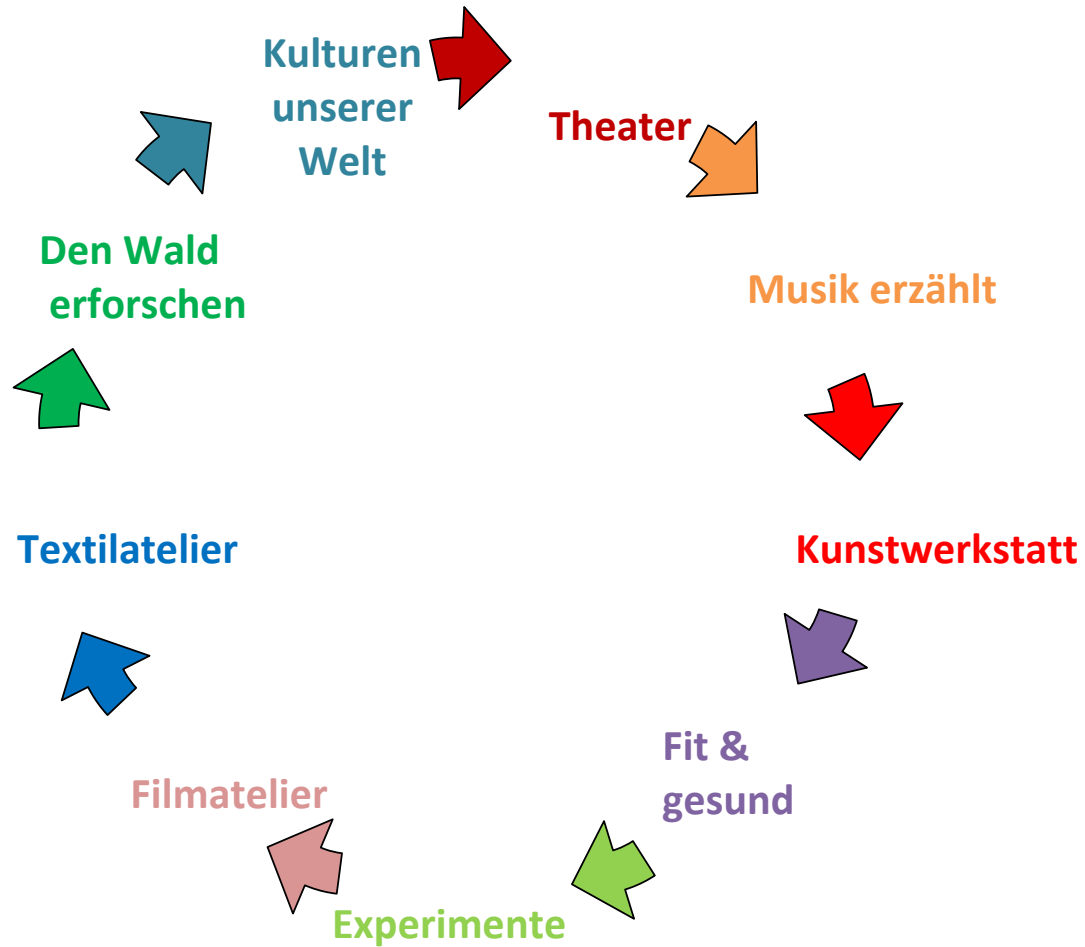 Kulturen
unserer
Welt
Theater
Musik erzählt
Kunstwerkstatt
Fit &
gesund
Experimente
Filmatelier
Textilatelier
Den Wald
erforschen